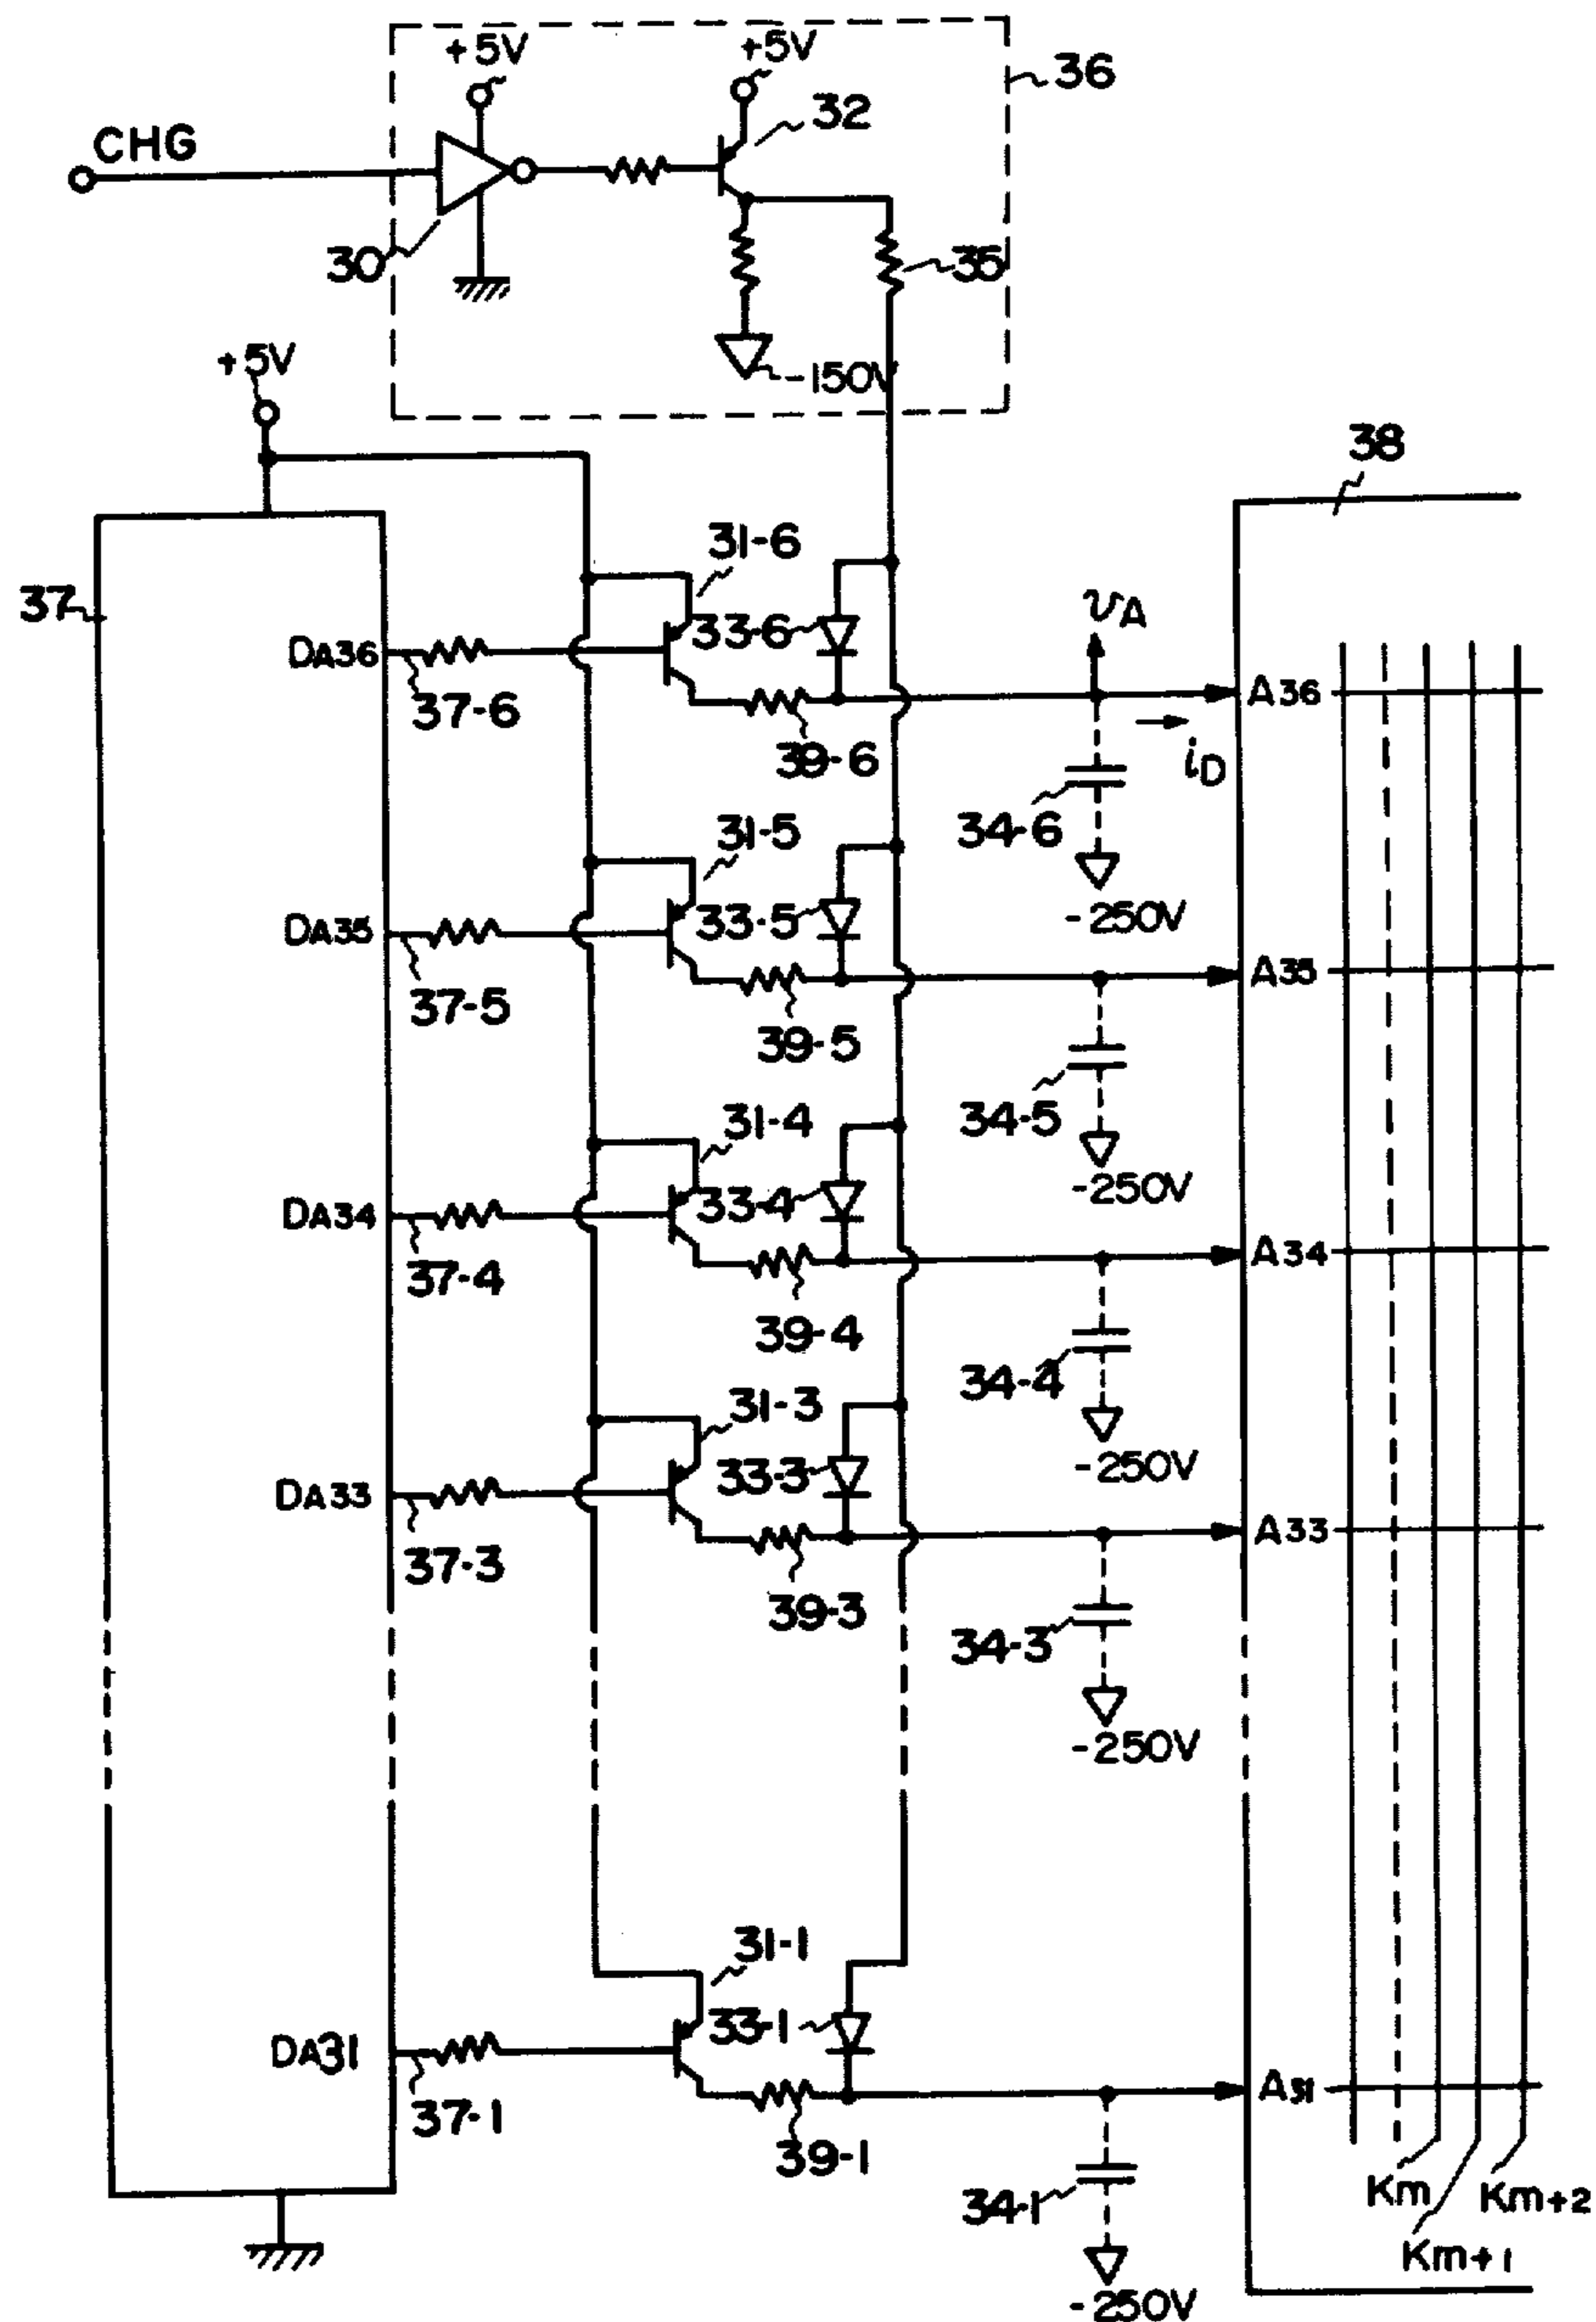 +5V
+5V
36
32
CHG
30
35
-150V
+5V
38
37
31-6
33-6
DA36
37-6
39-6
υA
A36
iD
34-6
-250V
31-5
33-5
DA35
37-5
39-5
A35
34-5
-250V
31-4
33-4
DA34
37-4
39-4
A34
34-4
-250V
31-3
33-3
DA33
37-3
39-3
A33
34-3
-250V
31-1
33-1
DA31
37-1
39-1
A31
34-1
-250V
Km
Km+1
Km+2